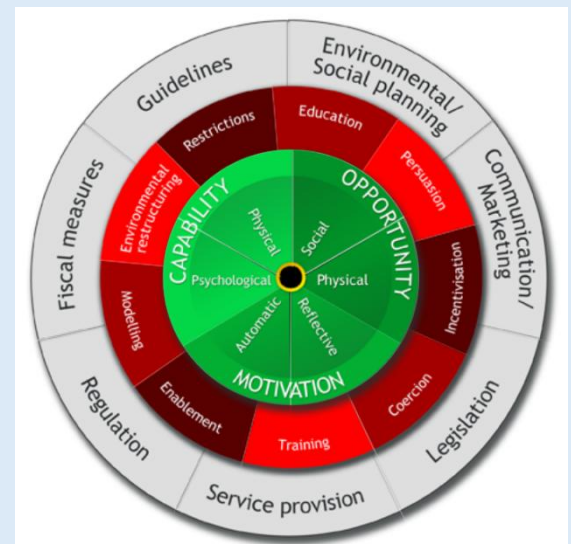 Environmental/
Social planning
Communication/
Marketing
Legislation
Service provision
Regulation
Fiscal measures
Guidelines
Education
Persuasion
Incentivisation
Coercion
Training
Enablement
Modelling
Environmental
restructuring
Restrictions
CAPABILITY
OPPORTUNITY
MOTIVATION
Physical
Social
Psychological
Physical
Automatic
Reflective